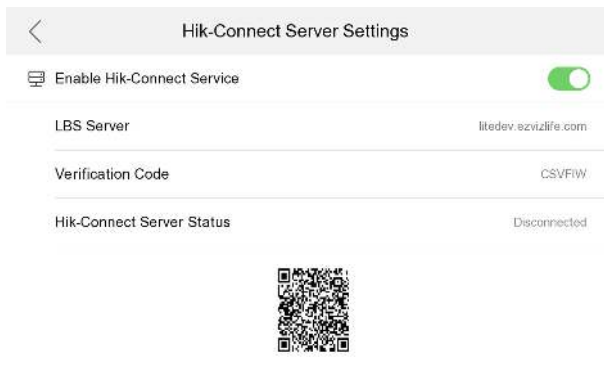 Hik-Connect Server Settings
Enable Hik-Connect Service
LBS Server litedev.ezvizlife.com
Verification Code CSVFIW
Hik-Connect Server Status Disconnected